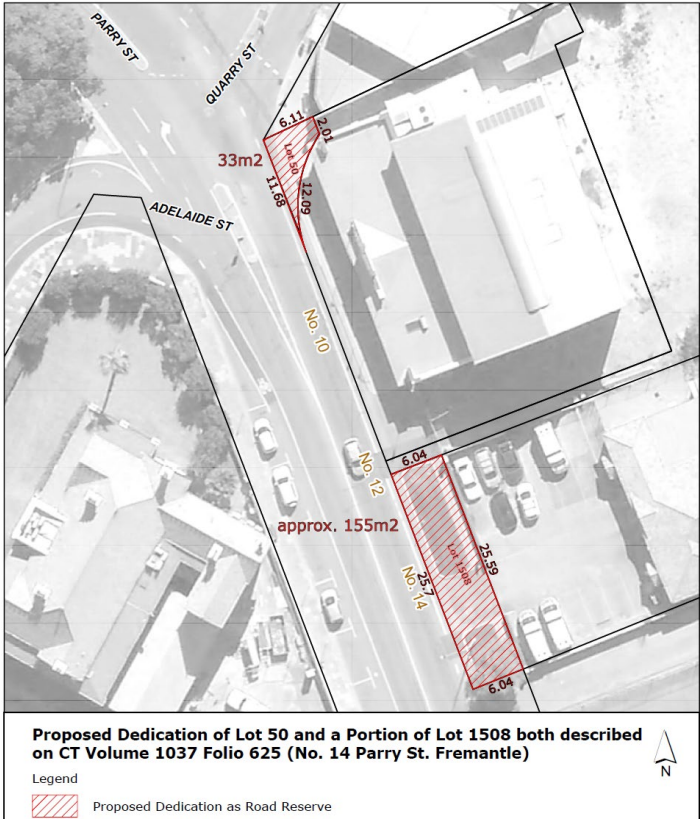 PARRY ST
QUARRY ST
6.11
2.01
Lot 50
33m2
11.68
12.09
ADELAIDE ST
No. 10
6.04
No. 12
approx. 155m2
Lot 1508
25.59
25.7
No. 14
6.04
Proposed Dedication of Lot 50 and a Portion of Lot 1508 both described
on CT Volume 1037 Folio 625 (No. 14 Parry St. Fremantle)
N
Legend
Proposed Dedication as Road Reserve